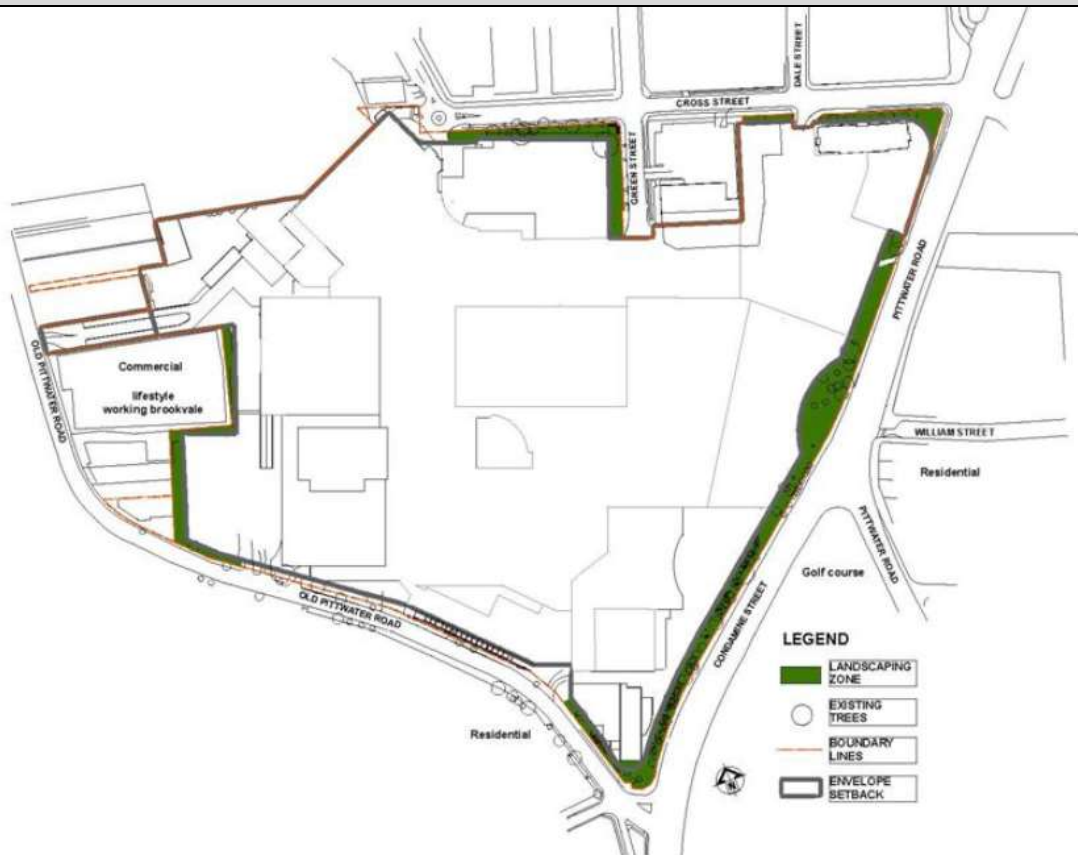 DALE STREET
CROSS STREET
GREEN STREET
PITTWATER ROAD
OLD PITTWATER ROAD
Commercial
lifestyle
working brookvale
WILLIAM STREET
Residential
PITTWATER ROAD
Golf course
CONDAMINE STREET
OLD PITTWATER ROAD
Residential
LEGEND
LANDSCAPING
ZONE
EXISTING
TREES
BOUNDARY
LINES
ENVELOPE
SETBACK